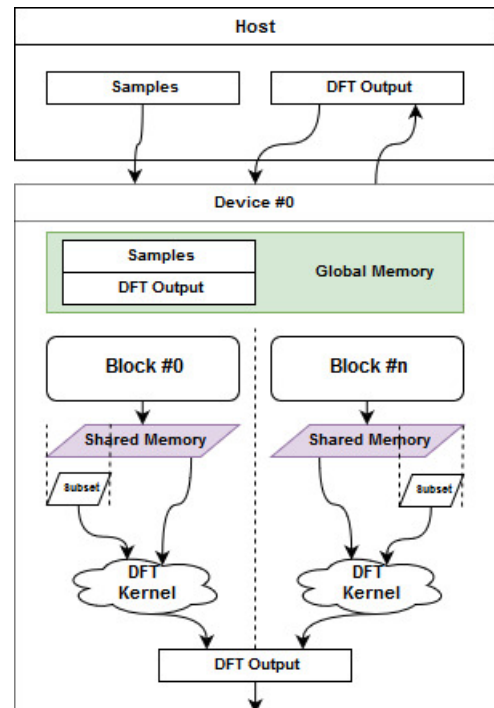 Host
Samples
DFT Output
Device #0
Samples
DFT Output
Global Memory
Block #0
Block #n
Shared Memory
Shared Memory
Subset
Subset
DFT
Kernel
DFT
Kernel
DFT Output